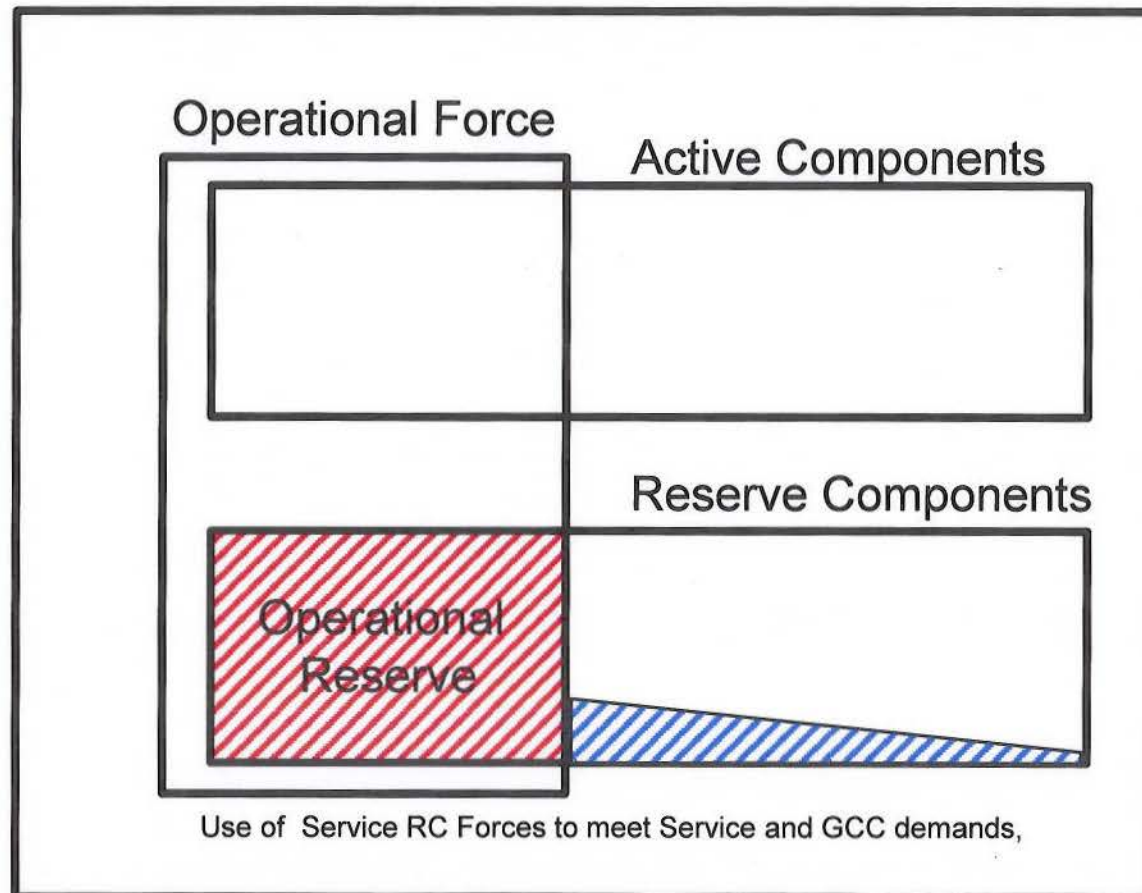 Operational Force
Active Components
Reserve Components
Operational
Reserve
Use of Service RC Forces to meet Service and GCC demands,